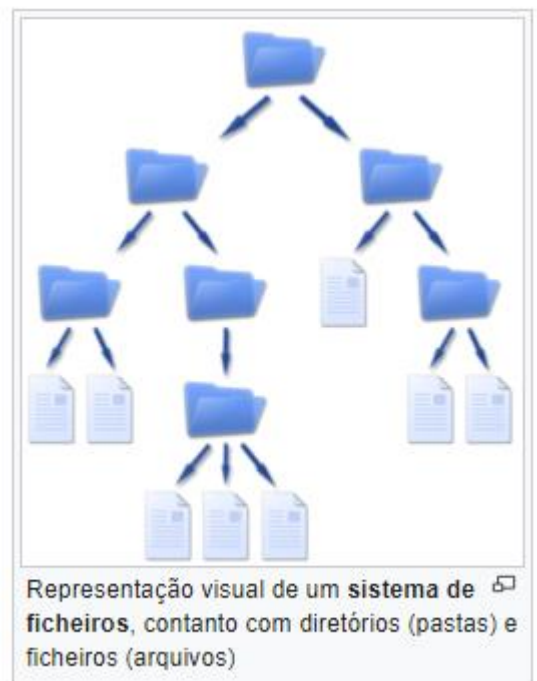 Representação visual de um sistema de
ficheiros, contanto com diretórios (pastas) e
ficheiros (arquivos)